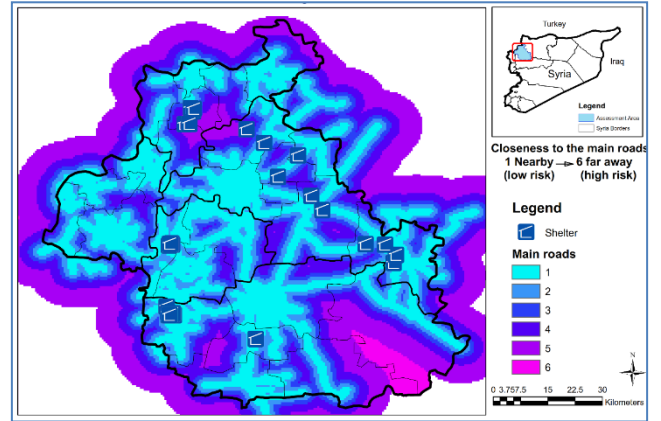 Turkey
Syria
Iraq
Legend
Assessment Area
Syria Borders
Closeness to the main roads
1 Nearby → 6 far away
(low risk) (high risk)
Legend
Shelter
Main roads
1
2
3
4
5
6
N
0 3.757.5 15 22.5 30
Kilometers